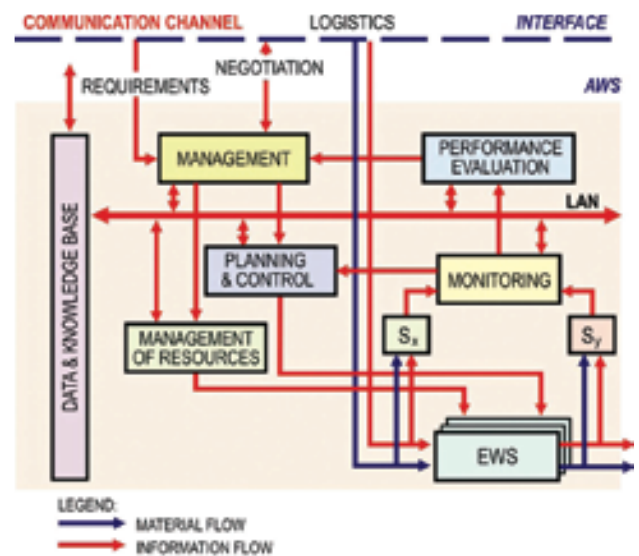 COMMUNICATION CHANNEL
LOGISTICS
INTERFACE
REQUIREMENTS
NEGOTIATION
AWS
MANAGEMENT
PERFORMANCE
EVALUATION
LAN
DATA & KNOWLEDGE BASE
PLANNING
& CONTROL
MONITORING
MANAGEMENT
OF RESOURCES
Sx
Sy
EWS
LEGEND:
MATERIAL FLOW
INFORMATION FLOW